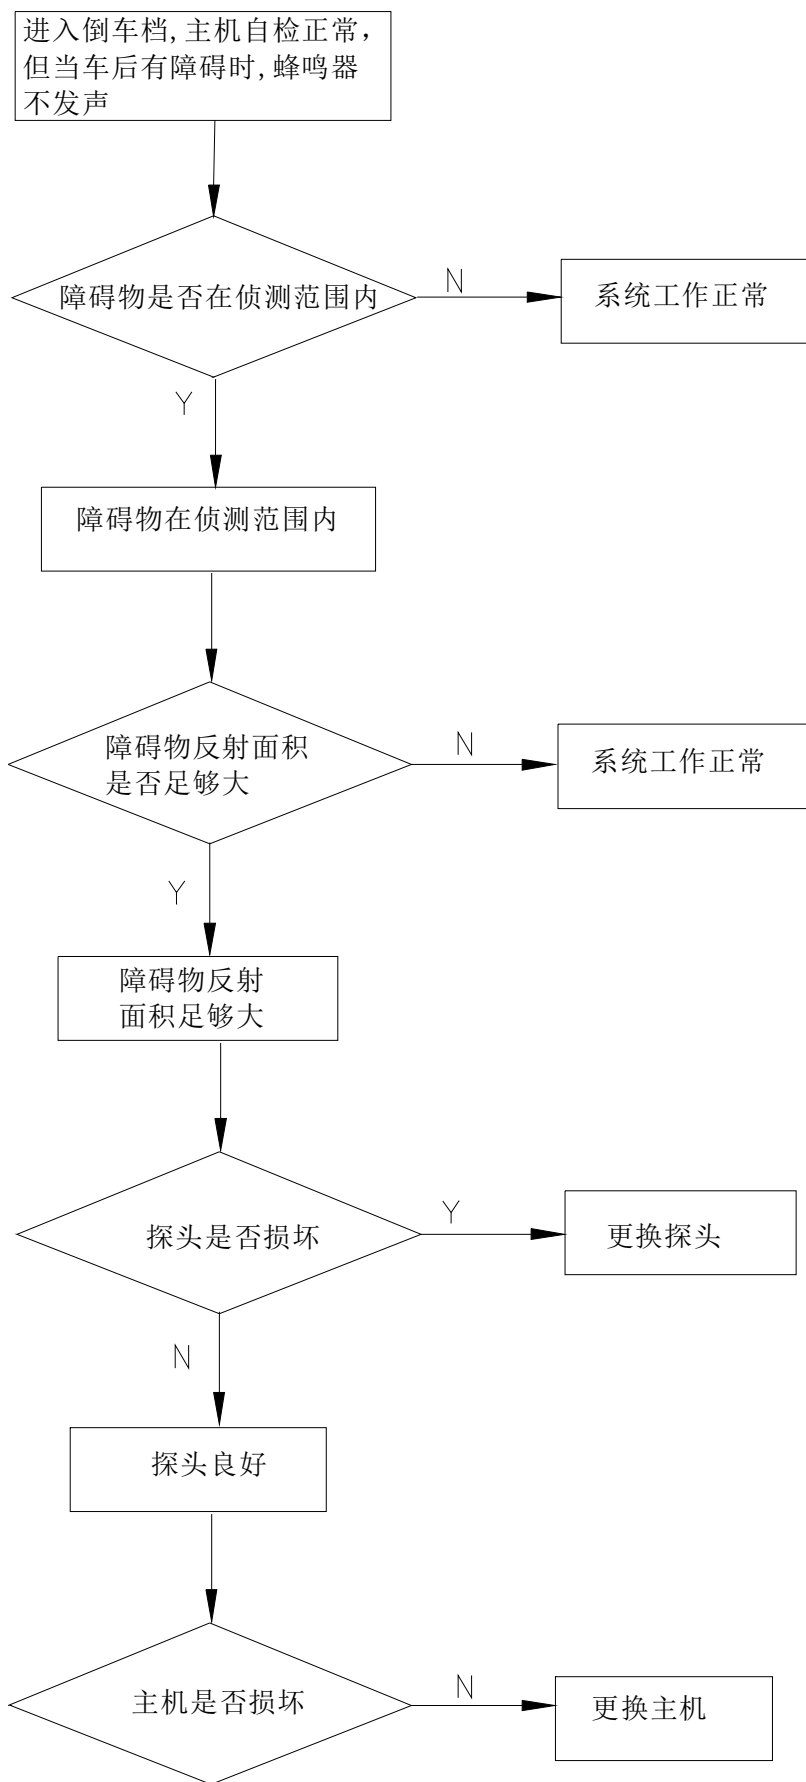 进入倒车档,主机自检正常,
但当车后有障碍时,蜂鸣器
不发声
障碍物是否在侦测范围内
N
系统工作正常
Y
障碍物在侦测范围内
障碍物反射面积
是否足够大
N
系统工作正常
Y
障碍物反射
面积足够大
探头是否损坏
Y
更换探头
N
探头良好
主机是否损坏
N
更换主机